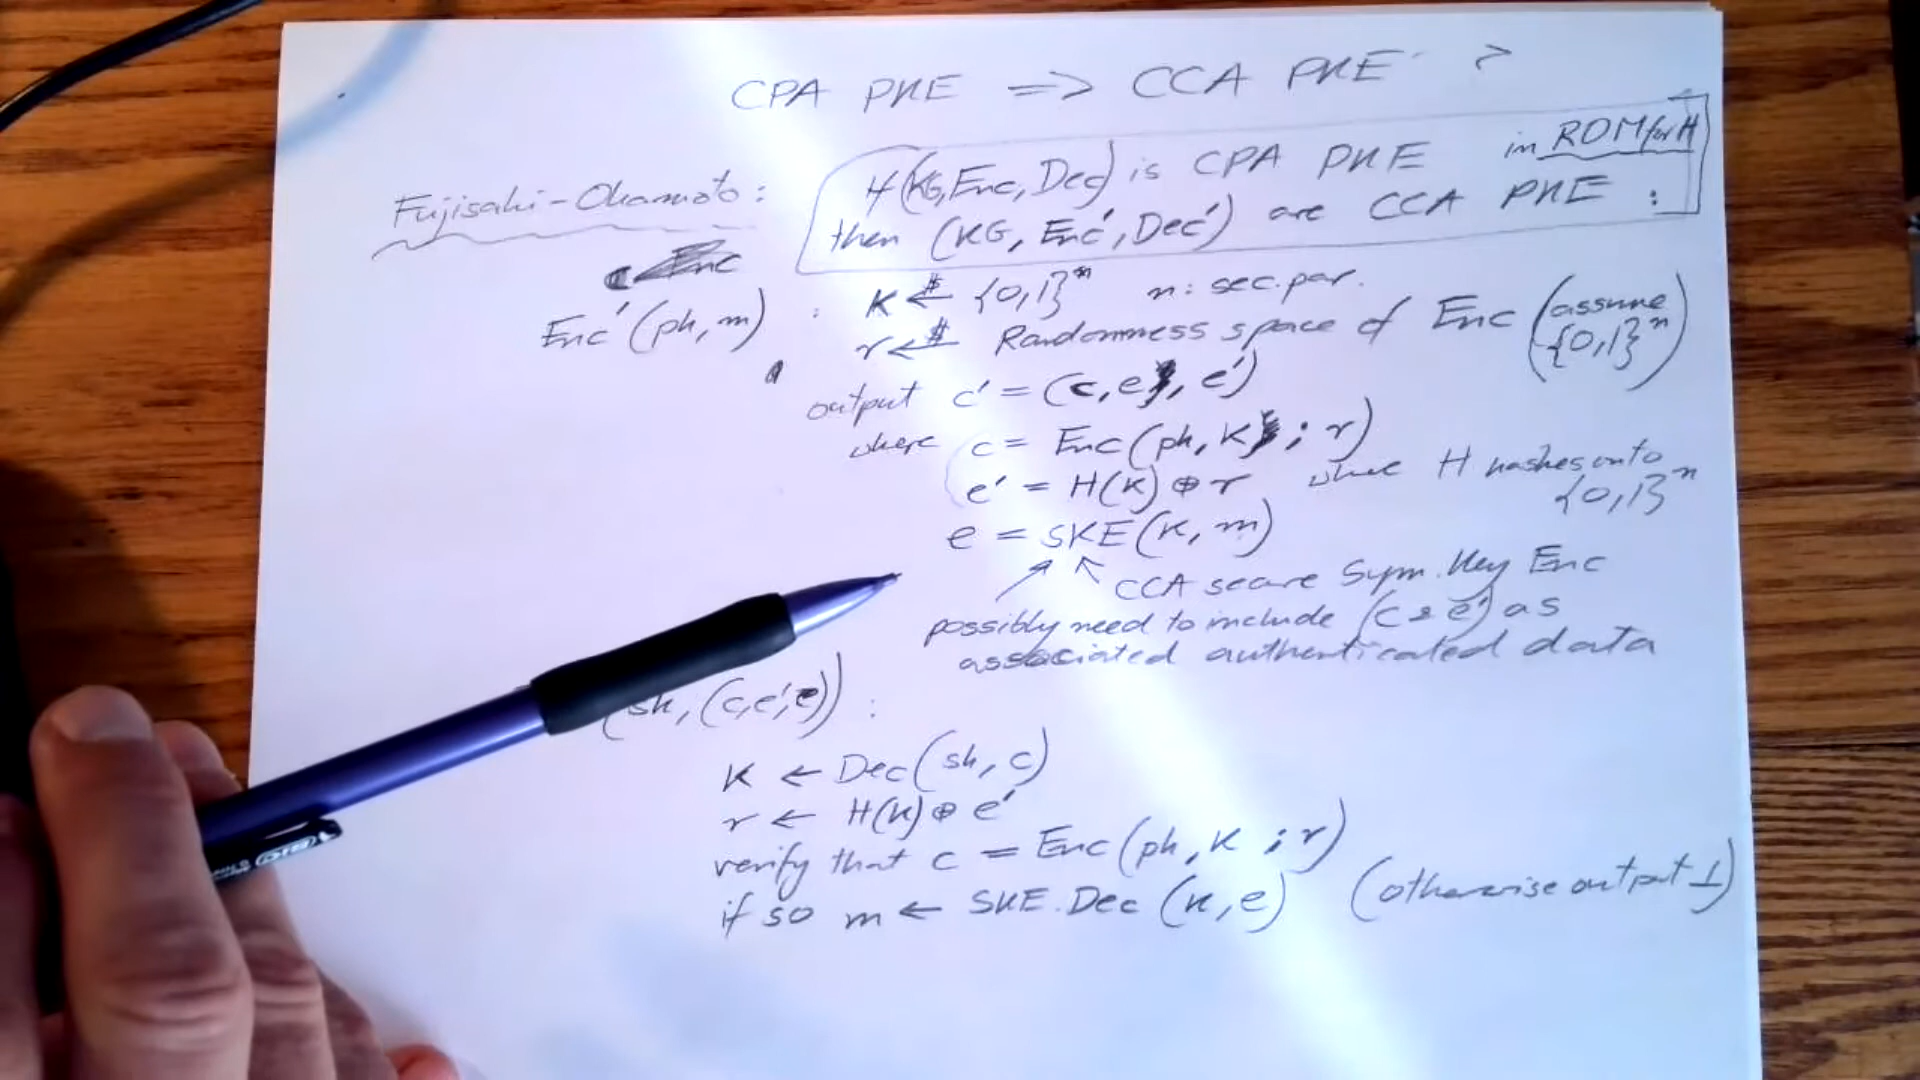 CPA PKE => CCA PKE ?
Fujisaki-Okamoto:
If (KG, Enc, Dec) is CPA PKE in ROM for H
then (KG, Enc', Dec') are CCA PKE :
Enc
Enc'(pk, m) : K ←$ {0,1}^n n: sec. par.
r ←$ Randomness space of Enc (assume {0,1}^n)
output c' = (c, e, e')
where c = Enc(pk, K ; r)
e' = H(K) ⊕ r where H hashes onto {0,1}^n
e = SKE(K, m)
CCA secure Sym. Key Enc
possibly need to include (c & e') as
associated authenticated data
(sk, (c, e', e)) :
K ← Dec(sk, c)
r ← H(K) ⊕ e'
verify that c = Enc(pk, K ; r)
if so m ← SKE.Dec(K, e) (otherwise output ⊥)
BIC